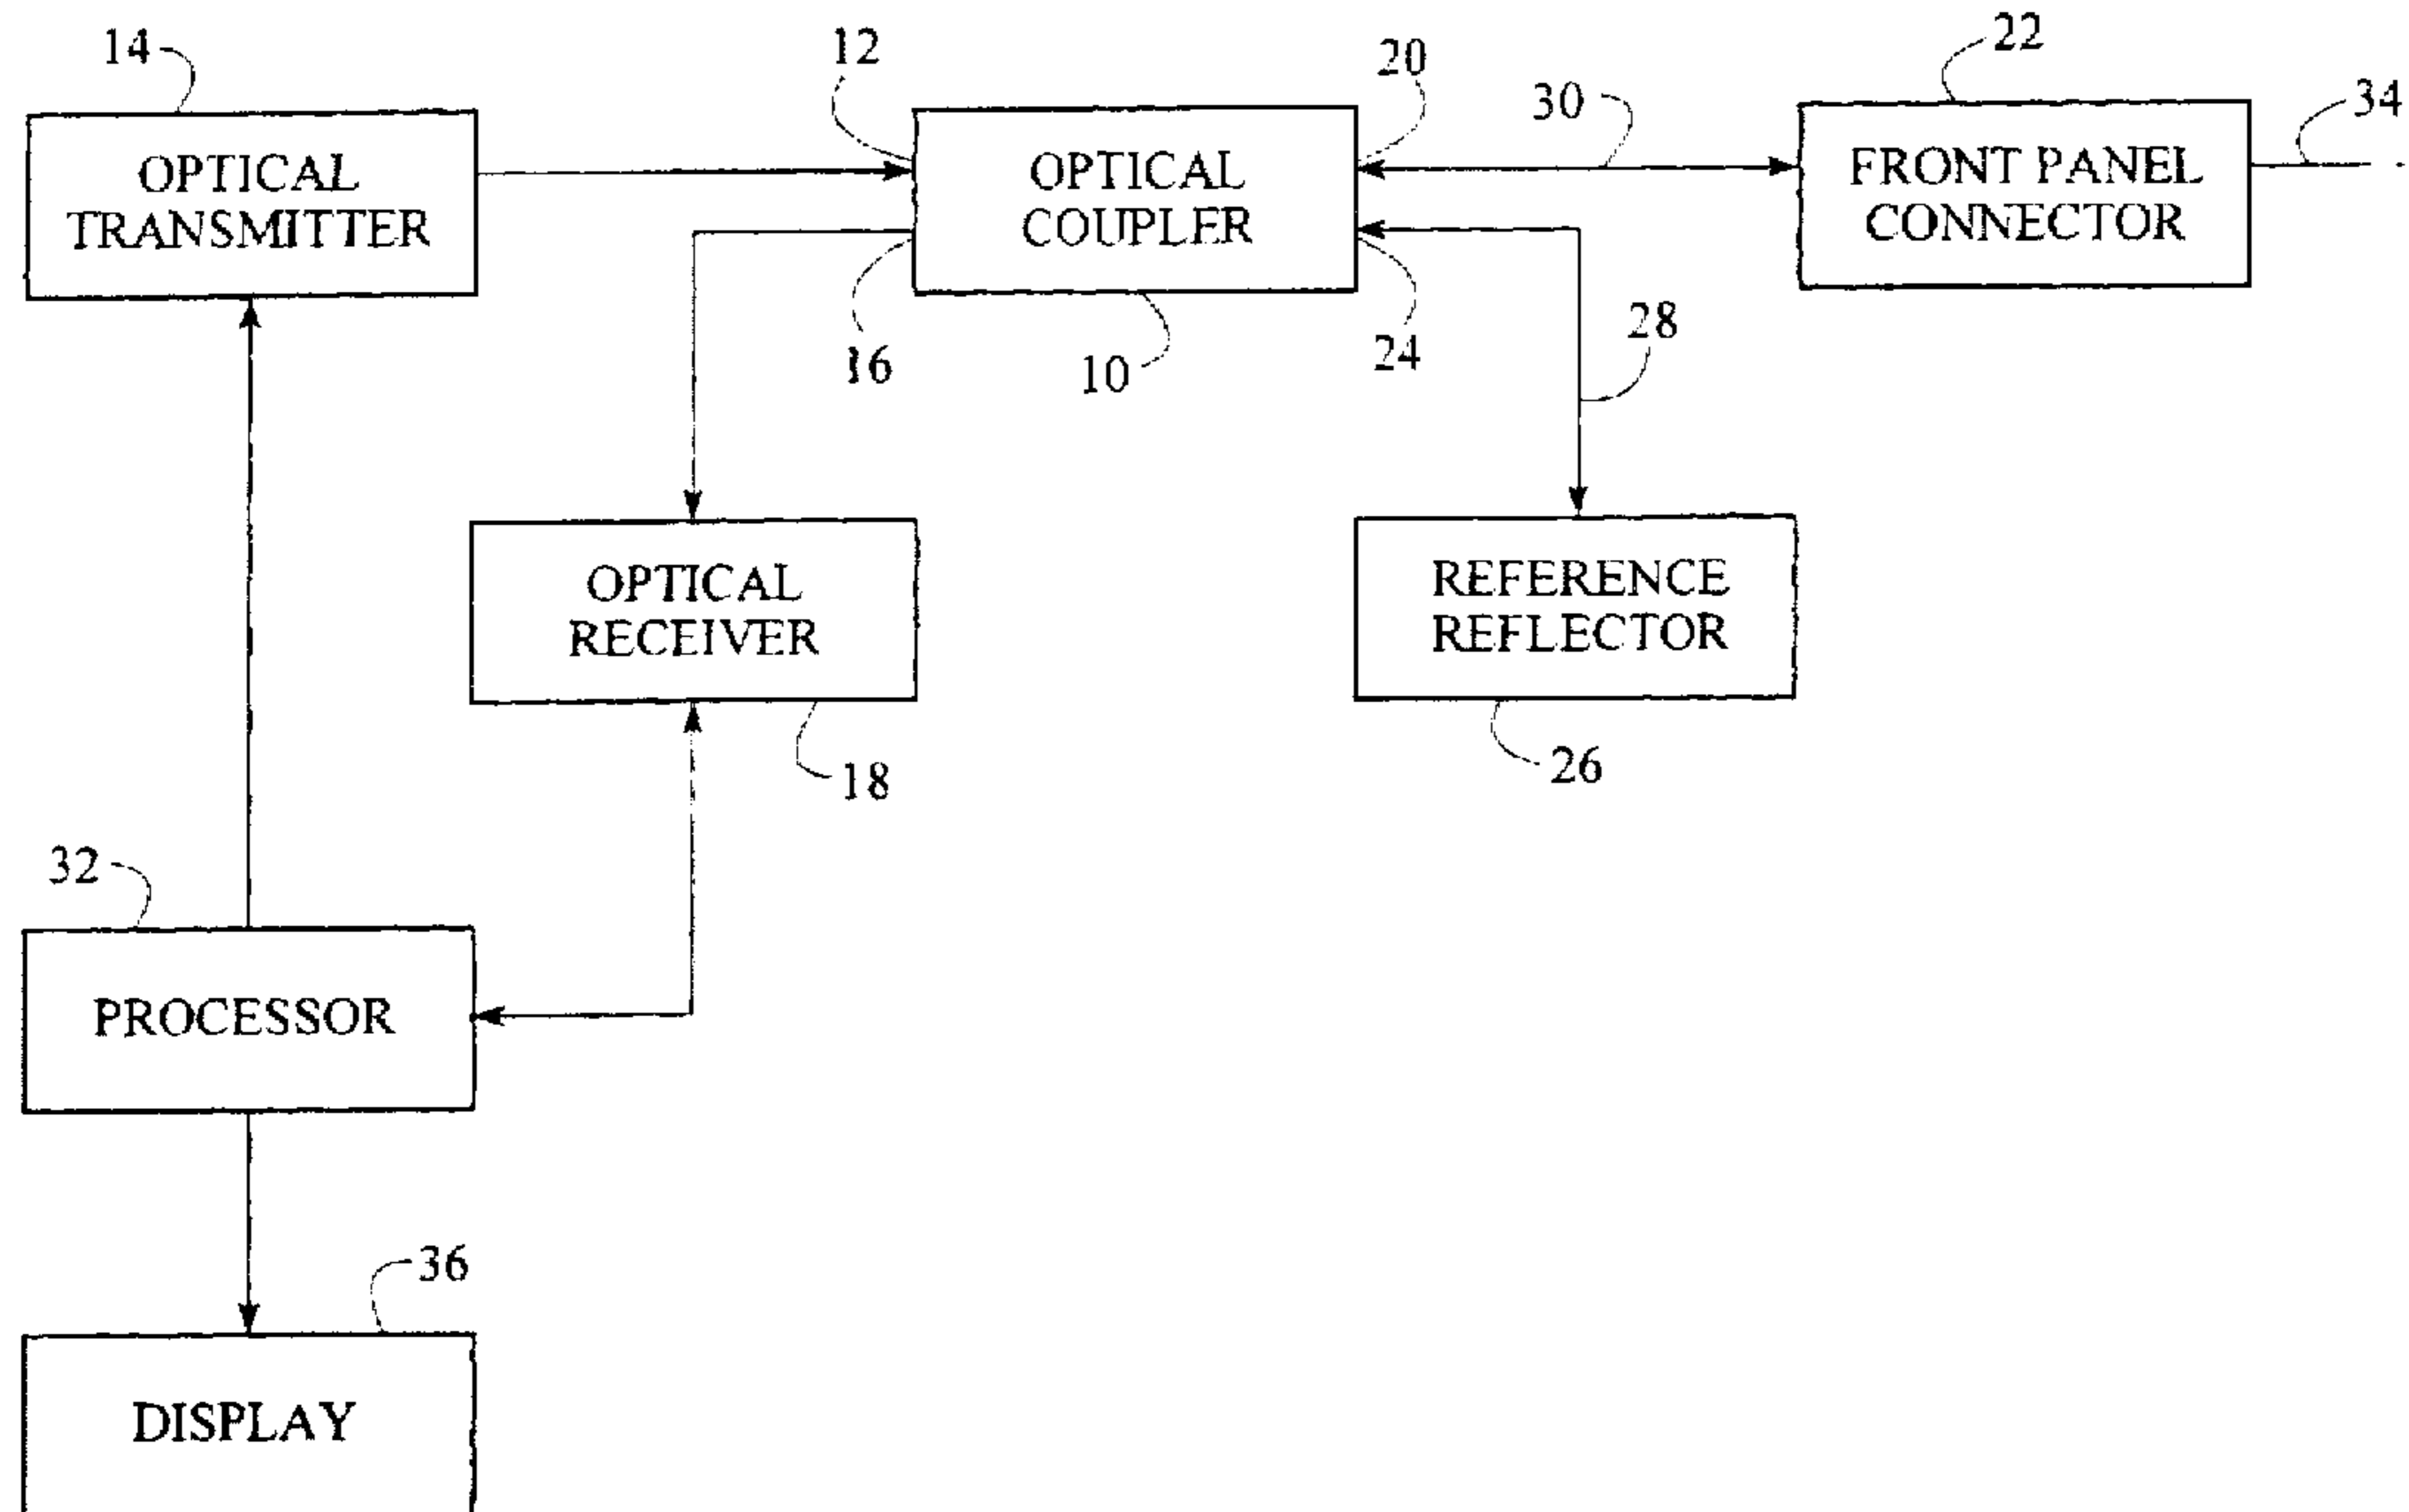 14
12
20
30
22
34
OPTICAL
TRANSMITTER
OPTICAL
COUPLER
FRONT PANEL
CONNECTOR
16
10
24
28
OPTICAL
RECEIVER
REFERENCE
REFLECTOR
18
26
32
PROCESSOR
36
DISPLAY